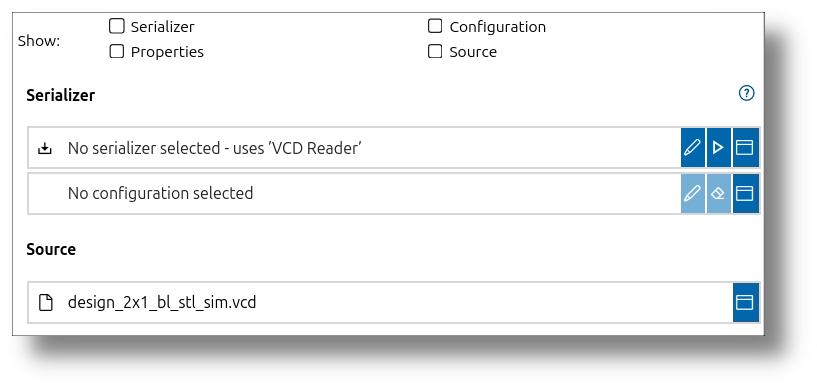 Show:
Serializer
Configuration
Properties
Source
Serializer
No serializer selected - uses ’VCD Reader’
No configuration selected
Source
design_2x1_bl_stl_sim.vcd